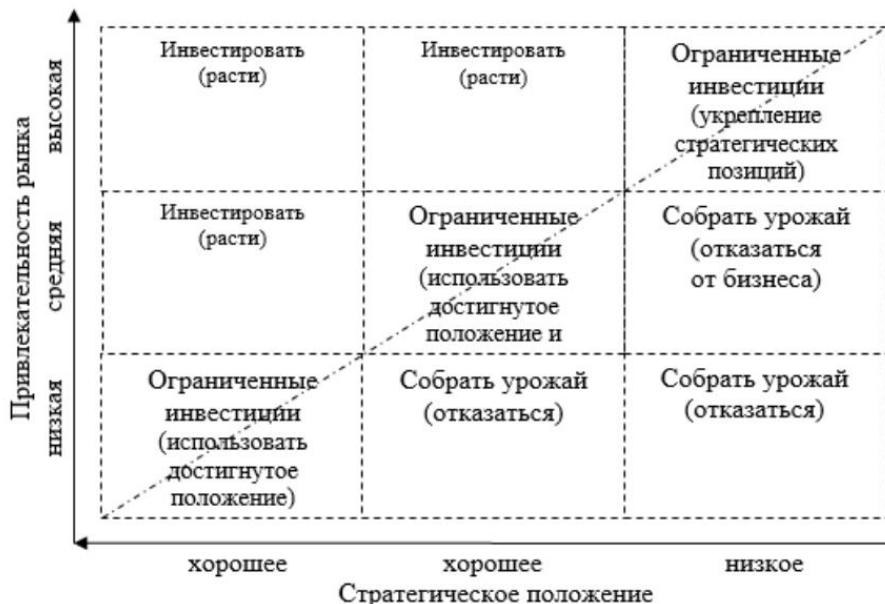 Привлекательность рынка
высокая
Инвестировать
(расти)
Инвестировать
(расти)
Ограниченные
инвестиции
(укрепление
стратегических
позиций)
средняя
Инвестировать
(расти)
Ограниченные
инвестиции
(использовать
достигнутое
положение и
Собрать урожай
(отказаться
от бизнеса)
низкая
Ограниченные
инвестиции
(использовать
достигнутое
положение)
Собрать урожай
(отказаться)
Собрать урожай
(отказаться)
хорошее
хорошее
низкое
Стратегическое положение